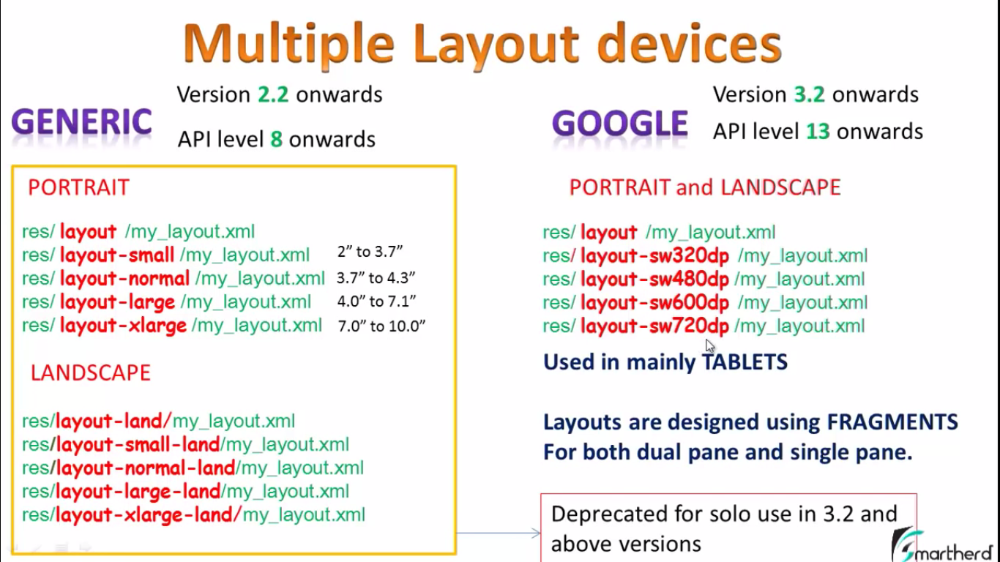 Multiple Layout devices
GENERIC
Version 2.2 onwards
API level 8 onwards
PORTRAIT
res/ layout /my_layout.xml
res/ layout-small /my_layout.xml 2” to 3.7”
res/ layout-normal /my_layout.xml 3.7” to 4.3”
res/ layout-large /my_layout.xml 4.0” to 7.1”
res/ layout-xlarge /my_layout.xml 7.0” to 10.0”
LANDSCAPE
res/layout-land/my_layout.xml
res/layout-small-land/my_layout.xml
res/layout-normal-land/my_layout.xml
res/layout-large-land/my_layout.xml
res/layout-xlarge-land/my_layout.xml
GOOGLE
Version 3.2 onwards
API level 13 onwards
PORTRAIT and LANDSCAPE
res/ layout /my_layout.xml
res/ layout-sw320dp /my_layout.xml
res/ layout-sw480dp /my_layout.xml
res/ layout-sw600dp /my_layout.xml
res/ layout-sw720dp /my_layout.xml
Used in mainly TABLETS
Layouts are designed using FRAGMENTS
For both dual pane and single pane.
Deprecated for solo use in 3.2 and
above versions
Smartherd